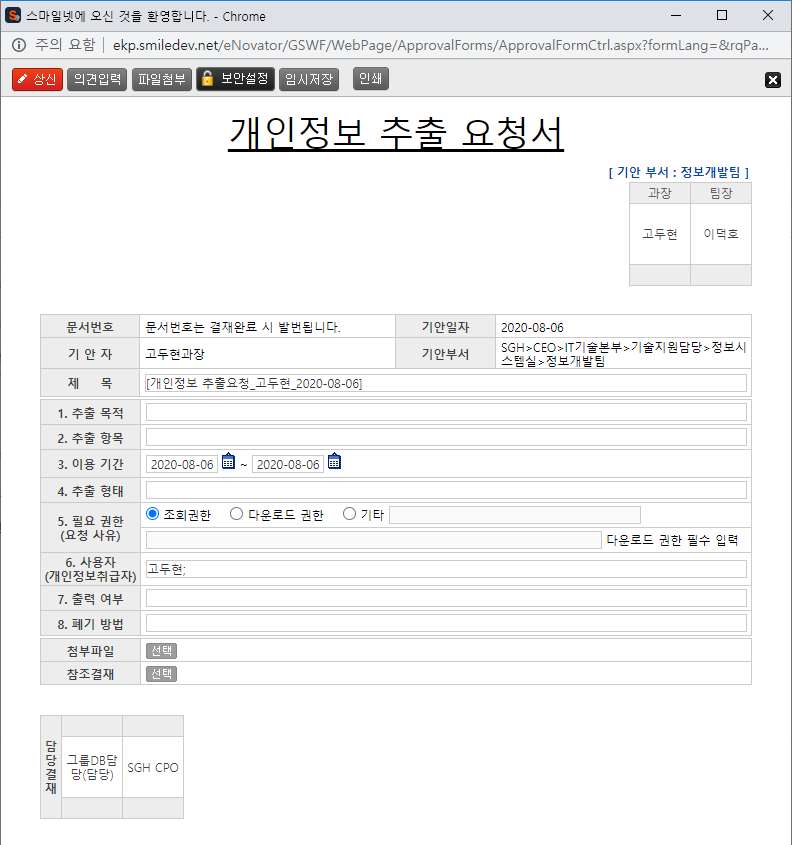 스마일넷에 오신 것을 환영합니다. - Chrome
주의 요함 | ekp.smiledev.net/eNovator/GSWF/WebPage/ApprovalForms/ApprovalFormCtrl.aspx?formLang=&rqPa...
상신 의견입력 파일첨부 보안설정 임시저장 인쇄
개인정보 추출 요청서
[ 기안 부서 : 정보개발팀 ]
과장 팀장
고두현 이덕호
문서번호 문서번호는 결재완료 시 발번됩니다. 기안일자 2020-08-06
기 안 자 고두현과장 기안부서 SGH>CEO>IT기술본부>기술지원담당>정보시
스템실>정보개발팀
제 목 [개인정보 추출요청_고두현_2020-08-06]
1. 추출 목적
2. 추출 항목
3. 이용 기간 2020-08-06 ~ 2020-08-06
4. 추출 형태
5. 필요 권한 조회권한 다운로드 권한 기타
(요청 사유) 다운로드 권한 필수 입력
6. 사용자
(개인정보취급자) 고두현;
7. 출력 여부
8. 폐기 방법
첨부파일 선택
참조결재 선택
담당결재
그룹DB담
당(담당) SGH CPO